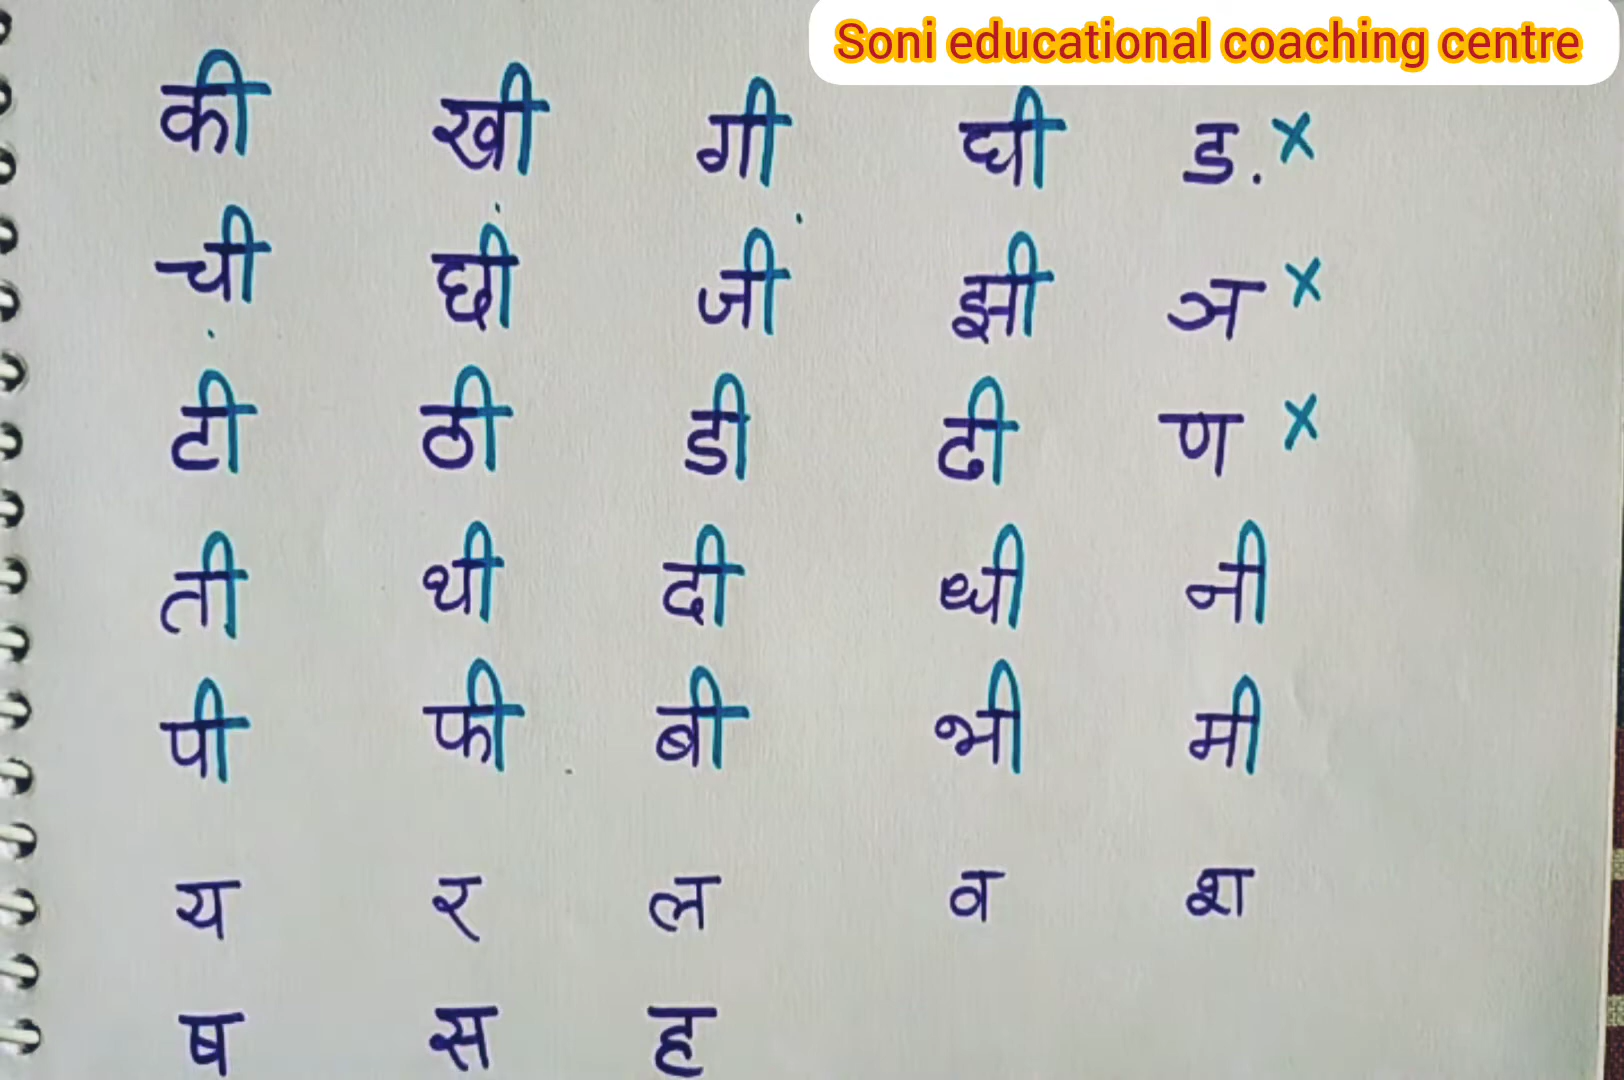 Soni educational coaching centre
की खी गी घी ङ ×
ची छी जी झी ञ ×
टी ठी डी ढी ण ×
ती थी दी धी नी
पी फी बी भी मी
य र ल व श
ष स ह